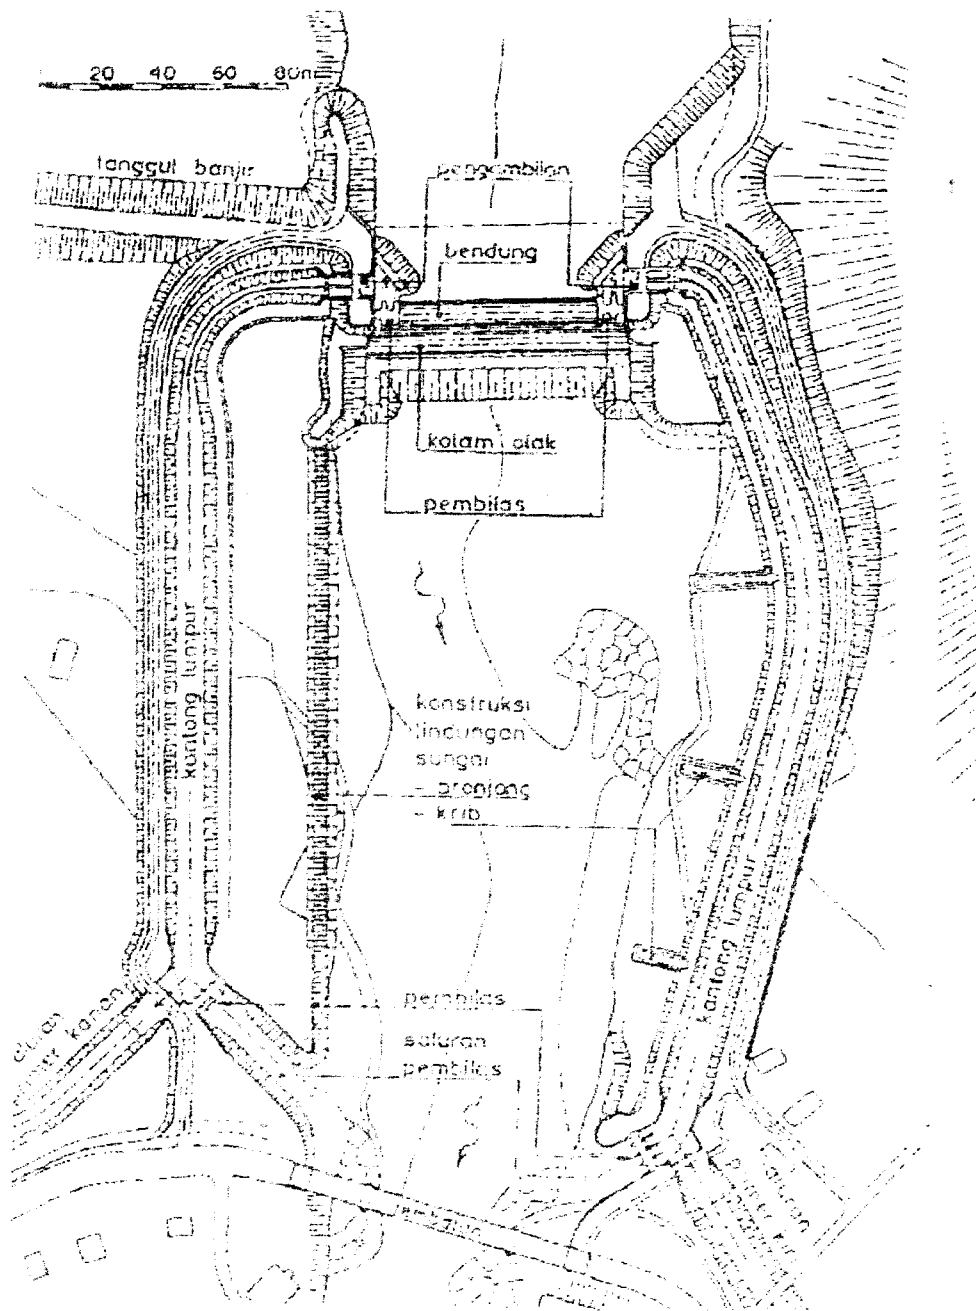 20 40 60 80m
tanggul banjir
pengambilan
bendung
kolam olak
pembilas
kantong lumpur
konstruksi
lindungan
sungai
- bronjong
- krib
kantong lumpur
pembilas
saluran
pembilas
kanan
saluran